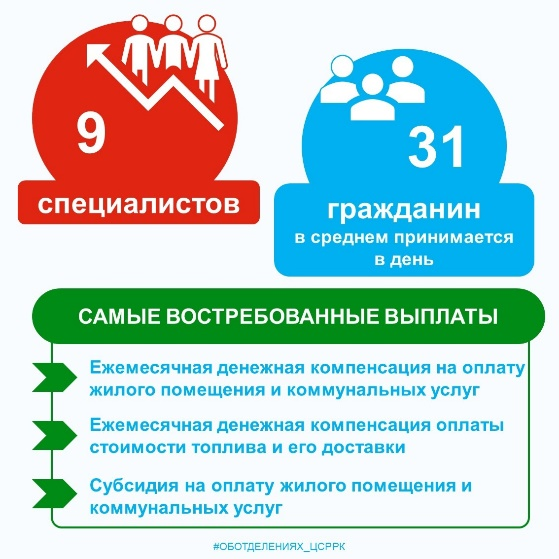 9
специалистов
31
гражданин
в среднем принимается
в день
САМЫЕ ВОСТРЕБОВАННЫЕ ВЫПЛАТЫ
Ежемесячная денежная компенсация на оплату
жилого помещения и коммунальных услуг
Ежемесячная денежная компенсация оплаты
стоимости топлива и его доставки
Субсидия на оплату жилого помещения и
коммунальных услуг
#ОБОТДЕЛЕНИЯХ_ЦСРРК